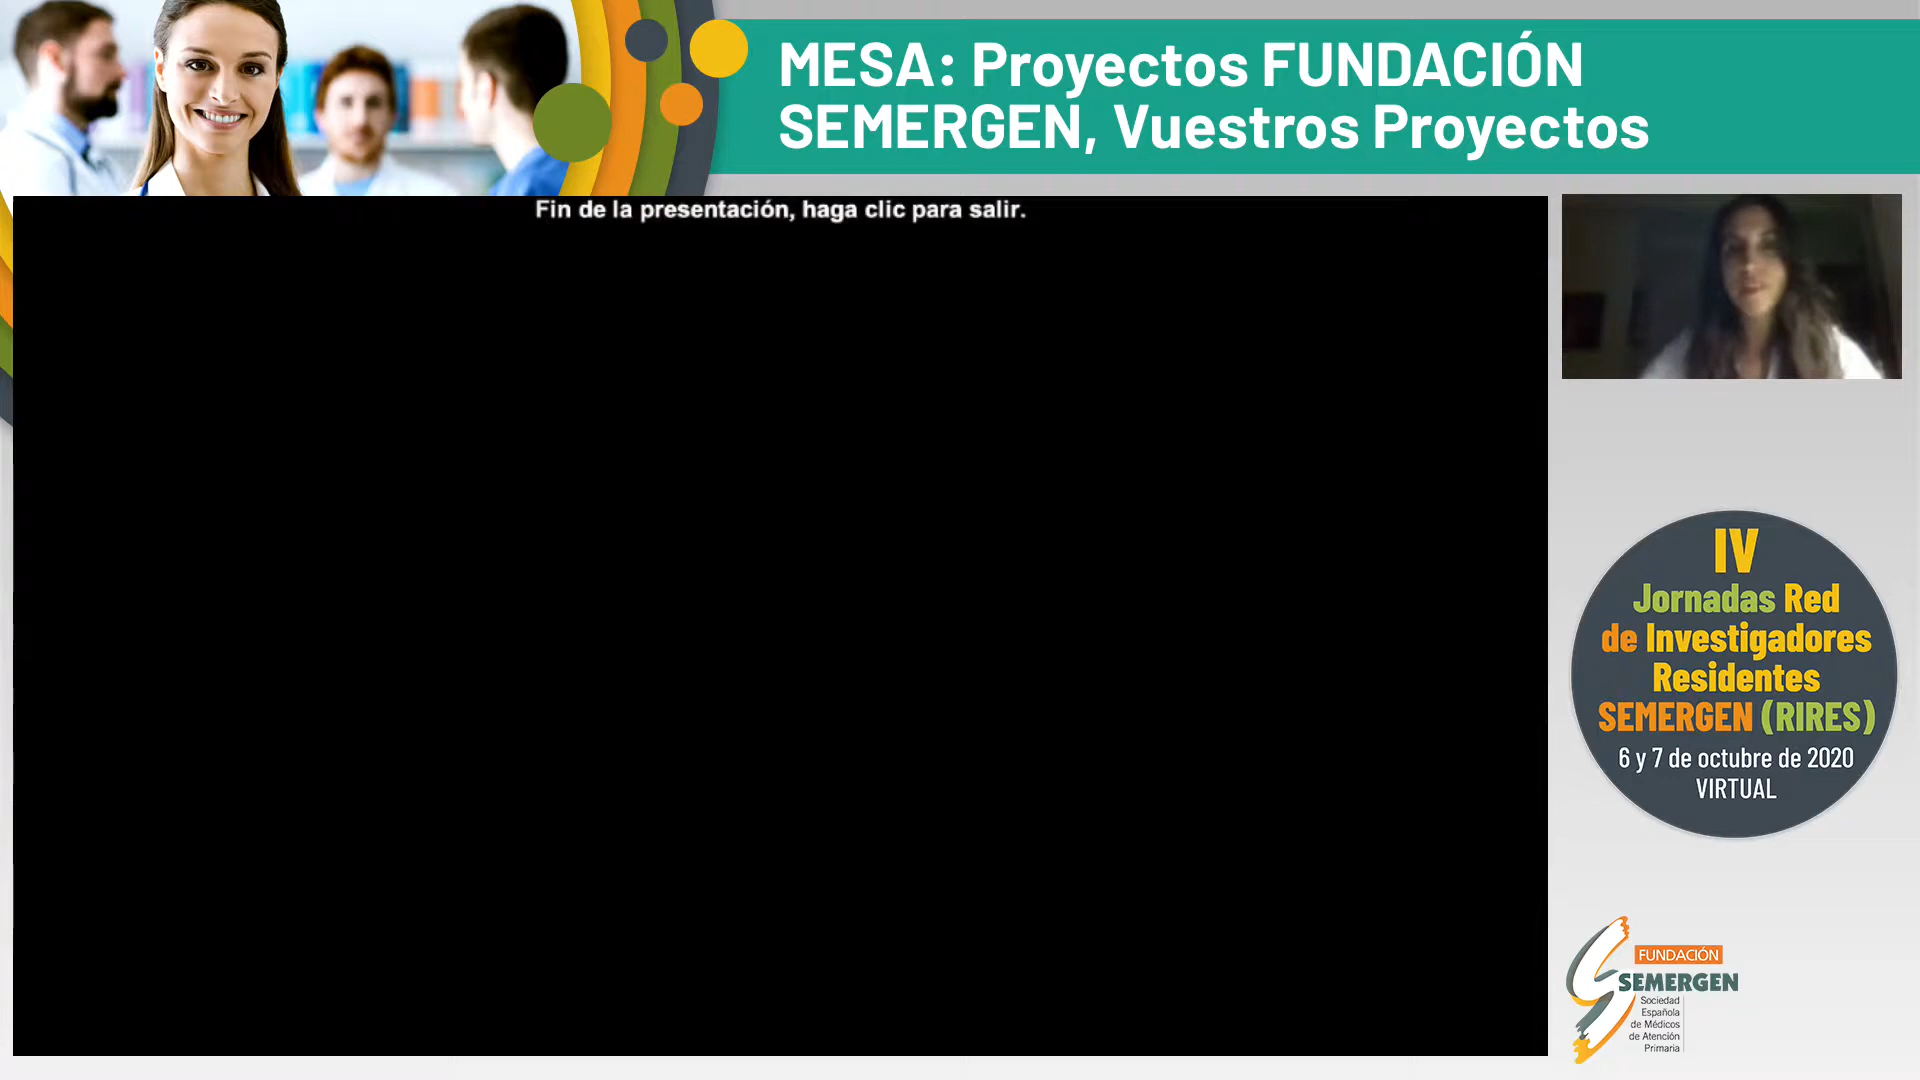 MESA: Proyectos FUNDACIÓN
SEMERGEN, Vuestros Proyectos
Fin de la presentación, haga clic para salir.
IV
Jornadas Red
de Investigadores
Residentes
SEMERGEN (RIRES)
6 y 7 de octubre de 2020
VIRTUAL
FUNDACIÓN
SEMERGEN
Sociedad
Española
de Médicos
de Atención
Primaria